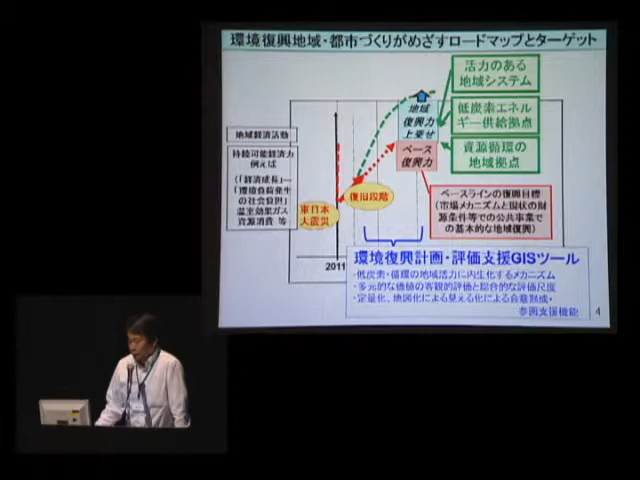 環境復興地域・都市づくりがめざすロードマップとターゲット
活力のある
地域システム
地域
復興力
上乗せ
低炭素エネル
ギー供給拠点
資源循環の
地域拠点
ベース
復興力
地域経済活動
持続可能経済力
例えば
(「経済成長」―
「環境負荷発生
の社会負担」
温室効果ガス
資源消費 等
復旧段階
東日本
大震災
ベースラインの復興目標
(市場メカニズムと現状の財
源条件等での公共事業で
の基本的な地域復興)
2011
環境復興計画・評価支援GISツール
・低炭素・循環の地域活力に内生化するメカニズム
・多元的な価値の客観的評価と総合的な評価尺度
・定量化、地図化による見える化による合意形成・
参画支援機能
4